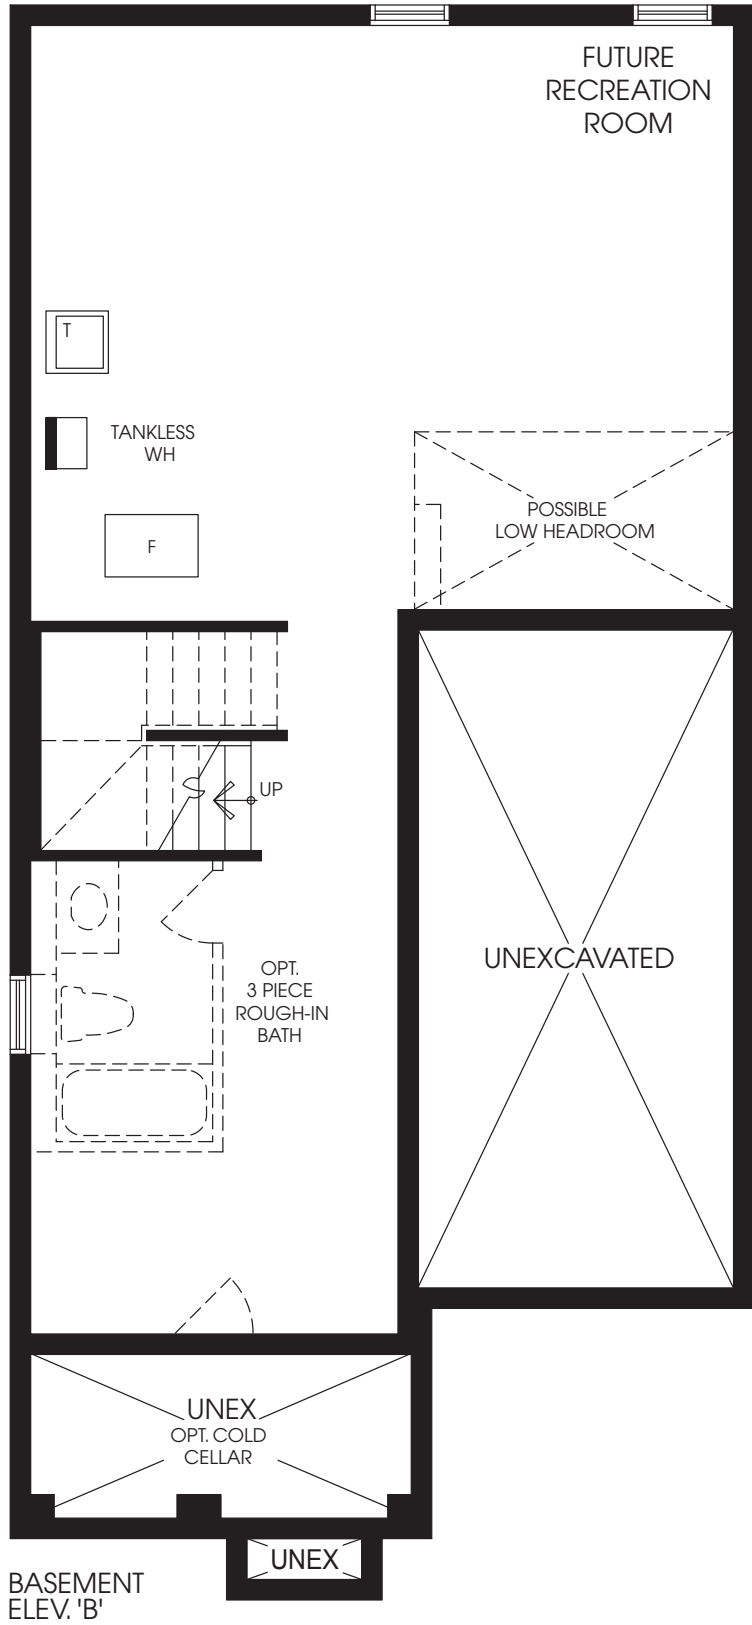 FUTURE
RECREATION
ROOM
T
TANKLESS
WH
POSSIBLE
LOW HEADROOM
F
UP
UNEXCAVATED
OPT.
3 PIECE
ROUGH-IN
BATH
UNEX
OPT. COLD
CELLAR
UNEX
BASEMENT
ELEV. 'B'